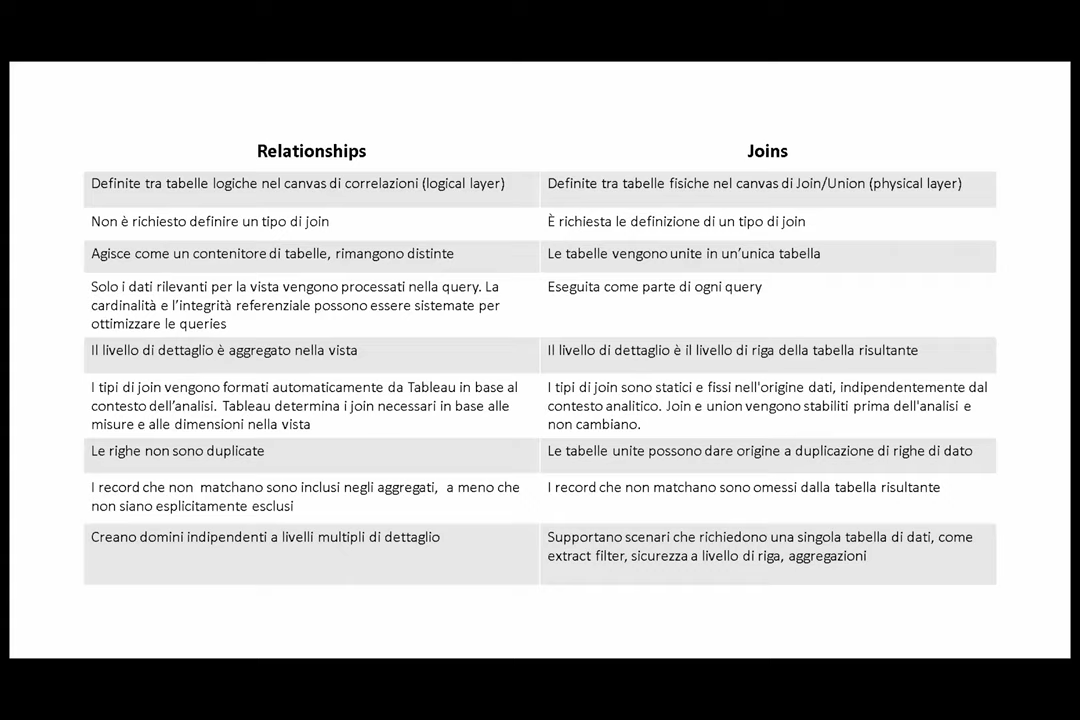 Relationships
Joins
Definite tra tabelle logiche nel canvas di correlazioni (logical layer)
Definite tra tabelle fisiche nel canvas di Join/Union (physical layer)
Non è richiesto definire un tipo di join
È richiesta le definizione di un tipo di join
Agisce come un contenitore di tabelle, rimangono distinte
Le tabelle vengono unite in un'unica tabella
Solo i dati rilevanti per la vista vengono processati nella query. La
cardinalità e l'integrità referenziale possono essere sistemate per
ottimizzare le queries
Eseguita come parte di ogni query
Il livello di dettaglio è aggregato nella vista
Il livello di dettaglio è il livello di riga della tabella risultante
I tipi di join vengono formati automaticamente da Tableau in base al
contesto dell'analisi. Tableau determina i join necessari in base alle
misure e alle dimensioni nella vista
I tipi di join sono statici e fissi nell'origine dati, indipendentemente dal
contesto analitico. Join e union vengono stabiliti prima dell'analisi e
non cambiano.
Le righe non sono duplicate
Le tabelle unite possono dare origine a duplicazione di righe di dato
I record che non matchano sono inclusi negli aggregati, a meno che
non siano esplicitamente esclusi
I record che non matchano sono omessi dalla tabella risultante
Creano domini indipendenti a livelli multipli di dettaglio
Supportano scenari che richiedono una singola tabella di dati, come
extract filter, sicurezza a livello di riga, aggregazioni